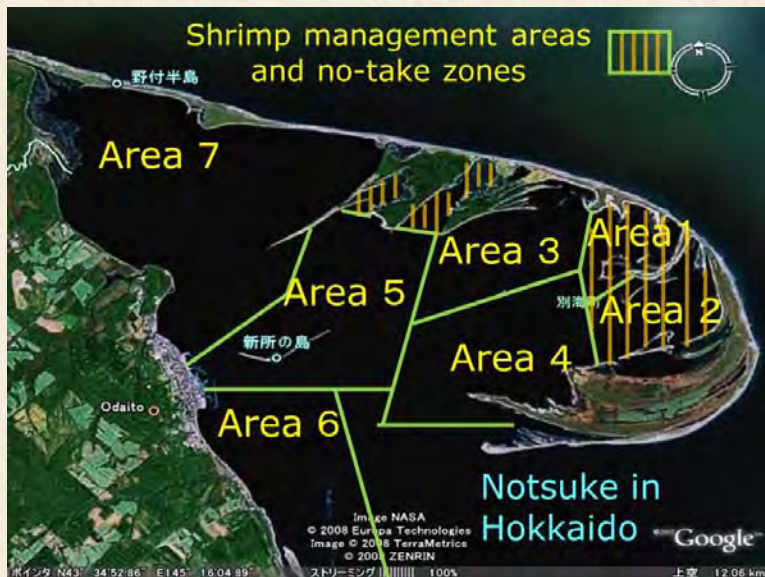 Shrimp management areas
and no-take zones
N
野付半島
Area 7
Area 1
Area 3
Area 5
別海町
Area 2
新所の島
Area 4
Odaito
Area 6
Notsuke in
Hokkaido
Image NASA
© 2008 Europa Technologies
Image © 2008 TerraMetrics
© 2008 ZENRIN
Google
ポインタ N43° 34'52.86" E145° 16'04.89" ストリーミング 100% 上空 12.06 km